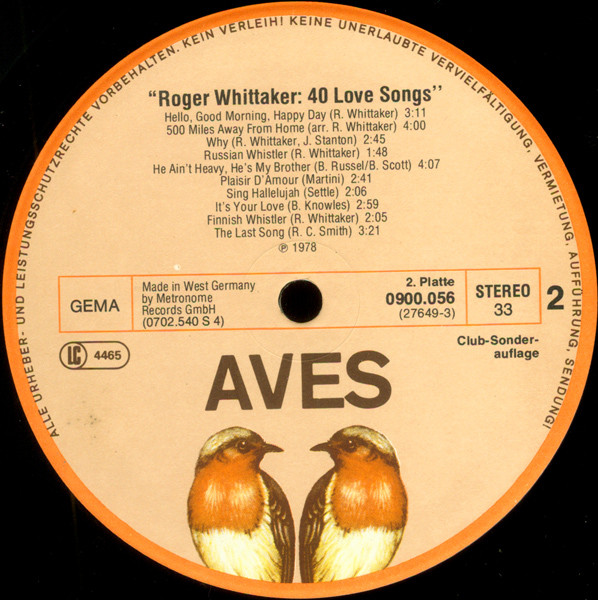 ALLE URHEBER- UND LEISTUNGSSCHUTZRECHTE VORBEHALTEN. KEIN VERLEIH! KEINE UNERLAUBTE VERVIELFÄLTIGUNG, VERMIETUNG, AUFFÜHRUNG, SENDUNG!
“Roger Whittaker: 40 Love Songs”
Hello, Good Morning, Happy Day (R. Whittaker) 3:11
500 Miles Away From Home (arr. R. Whittaker) 4:00
Why (R. Whittaker, J. Stanton) 2:45
Russian Whistler (R. Whittaker) 1:48
He Ain't Heavy, He's My Brother (B. Russel/B. Scott) 4:07
Plaisir D'Amour (Martini) 2:41
Sing Hallelujah (Settle) 2:06
It's Your Love (B. Knowles) 2:59
Finnish Whistler (R. Whittaker) 2:05
The Last Song (R. C. Smith) 3:21
℗ 1978
GEMA
Made in West Germany
by Metronome
Records GmbH
(0702.540 S 4)
2. Platte
0900.056
(27649-3)
STEREO
33
2
LC 4465
Club-Sonder-
auflage
AVES